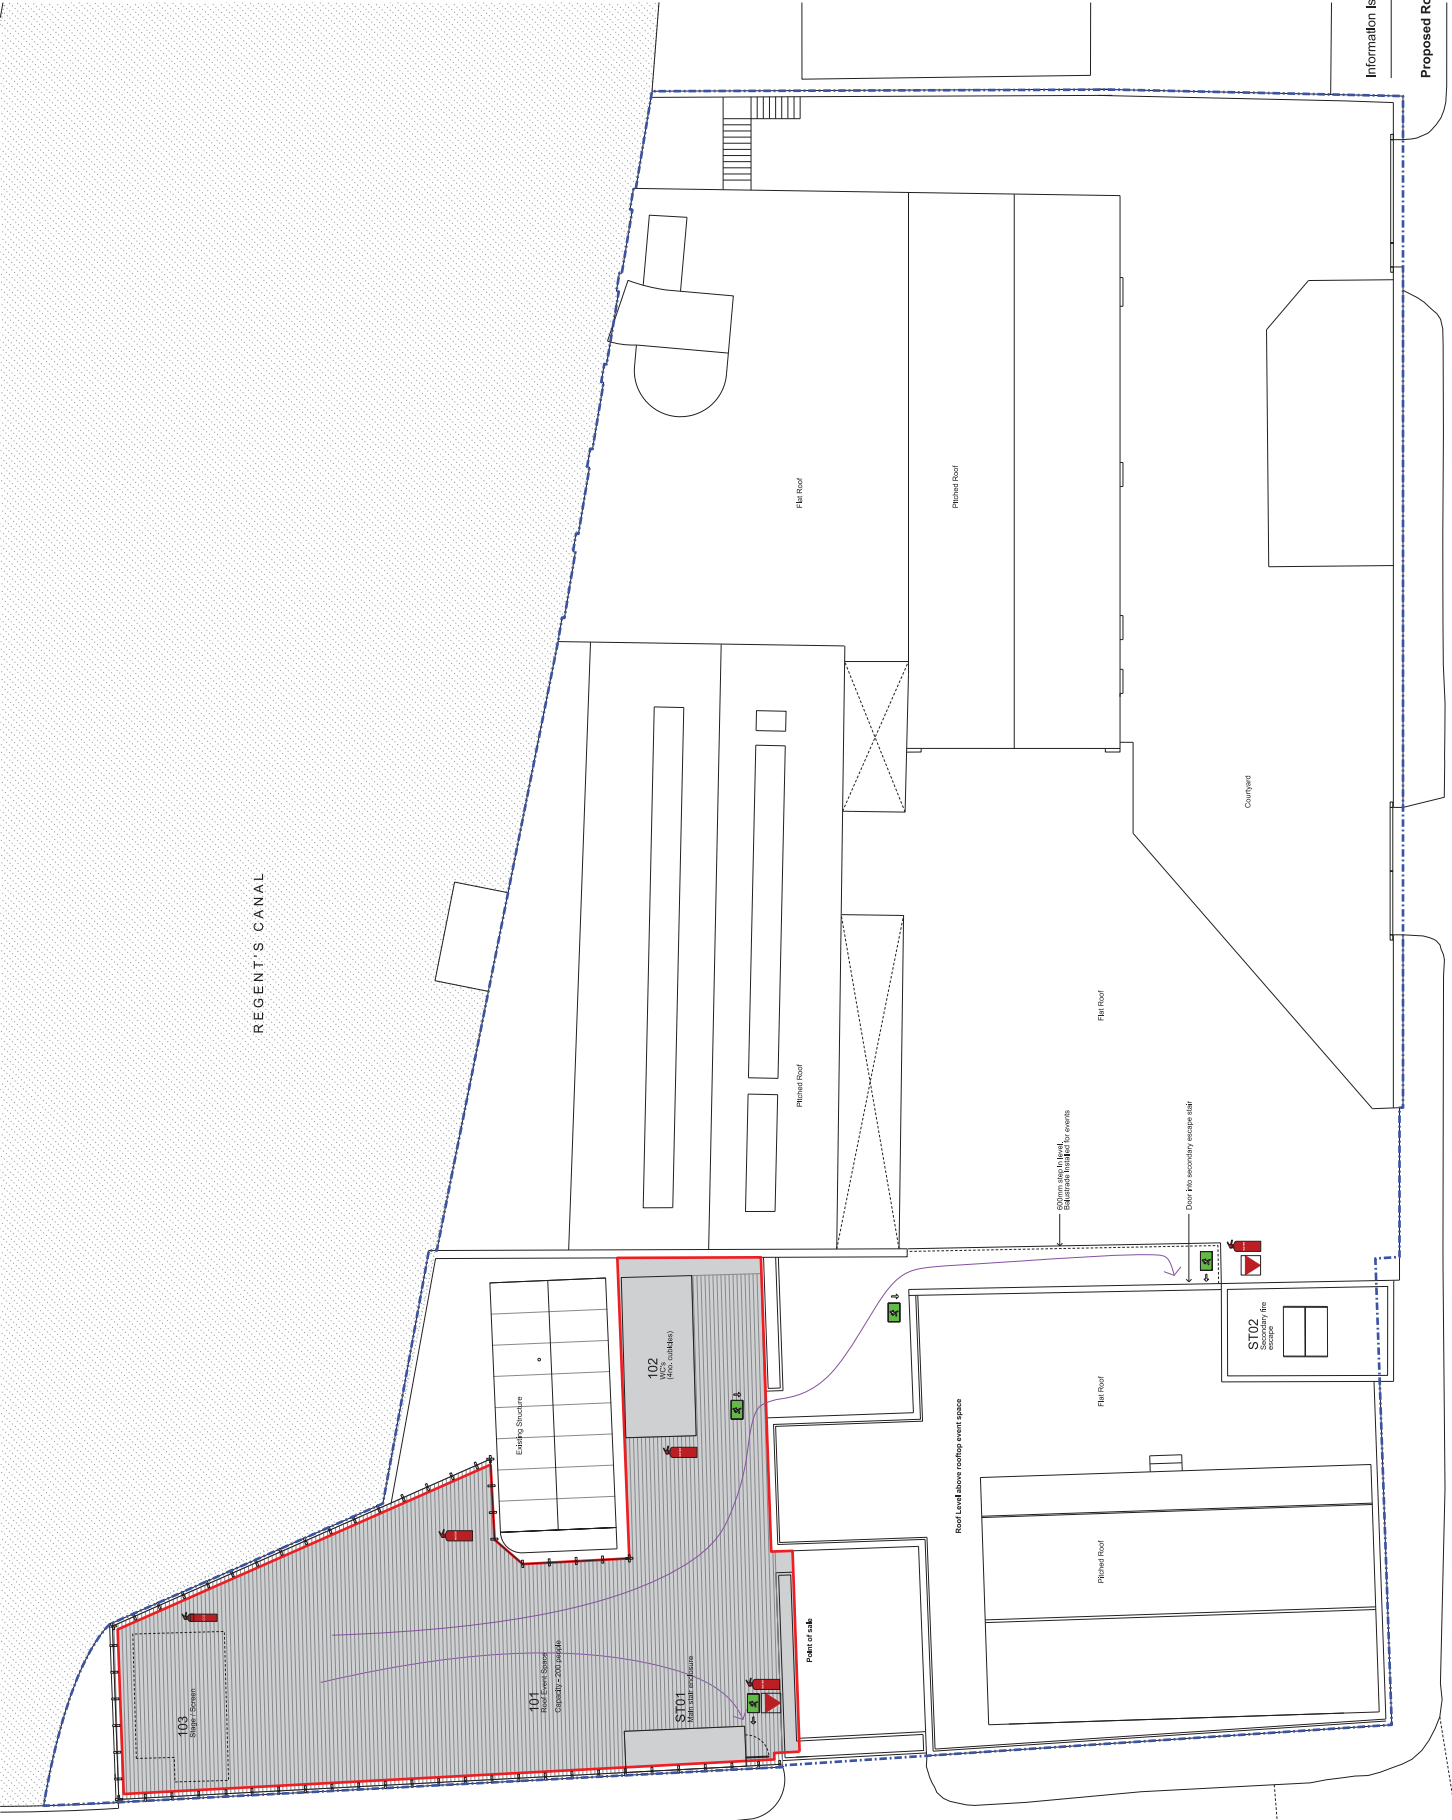 Information Is
Proposed Ro
REGENT'S CANAL
Flat Roof
Pitched Roof
Courtyard
Pitched Roof
Flat Roof
600mm step in level.
Balustrade installed for events
Door into secondary escape stair
Existing Structure
102
WC's
(4no. cubicles)
ST02
Secondary fire
escape
Flat Roof
Roof Level above rooftop event space
Pitched Roof
103
Stage / Screen
101
Roof Event Space
Capacity - 200 people
ST01
Main stair enclosure
Point of sale